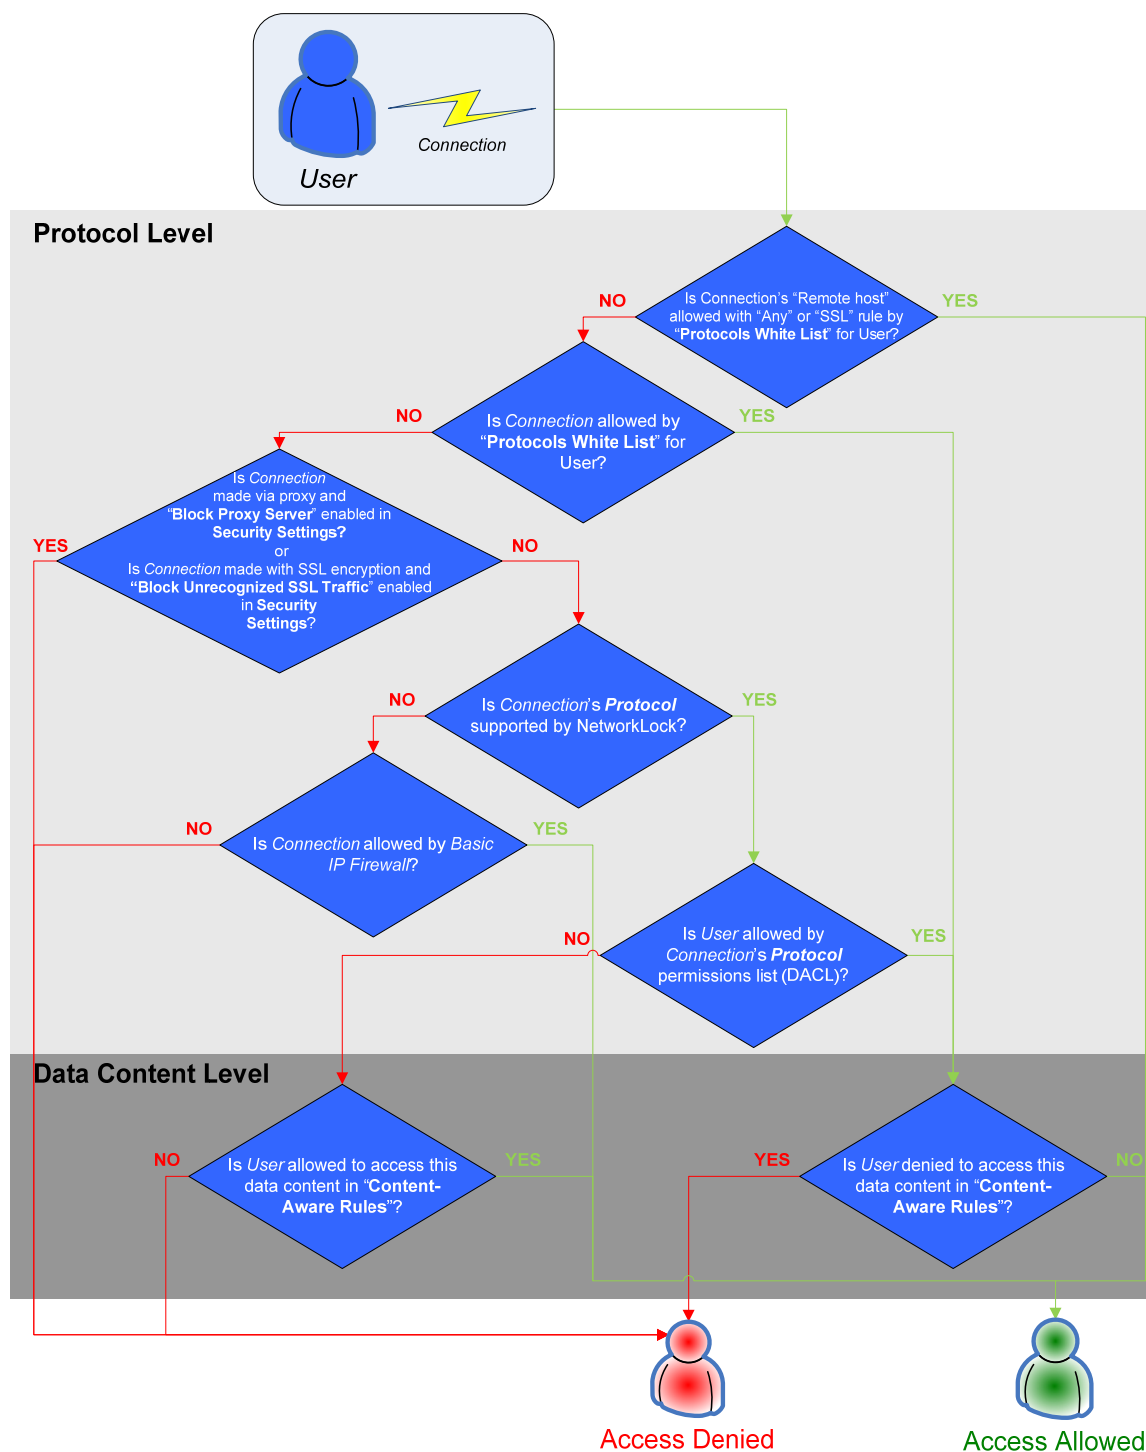 Connection
User
Protocol Level
Is Connection's "Remote host"
allowed with "Any" or "SSL" rule by
"Protocols White List" for User?
NO
YES
Is Connection allowed by
"Protocols White List" for
User?
NO
YES
Is Connection
made via proxy and
"Block Proxy Server" enabled in
Security Settings?
or
Is Connection made with SSL encryption and
"Block Unrecognized SSL Traffic" enabled
in Security
Settings?
YES
NO
Is Connection's Protocol
supported by NetworkLock?
NO
YES
Is Connection allowed by Basic
IP Firewall?
NO
YES
Is User allowed by
Connection's Protocol
permissions list (DACL)?
NO
YES
Data Content Level
Is User allowed to access this
data content in "Content-
Aware Rules"?
NO
YES
Is User denied to access this
data content in "Content-
Aware Rules"?
YES
NO
Access Denied
Access Allowed